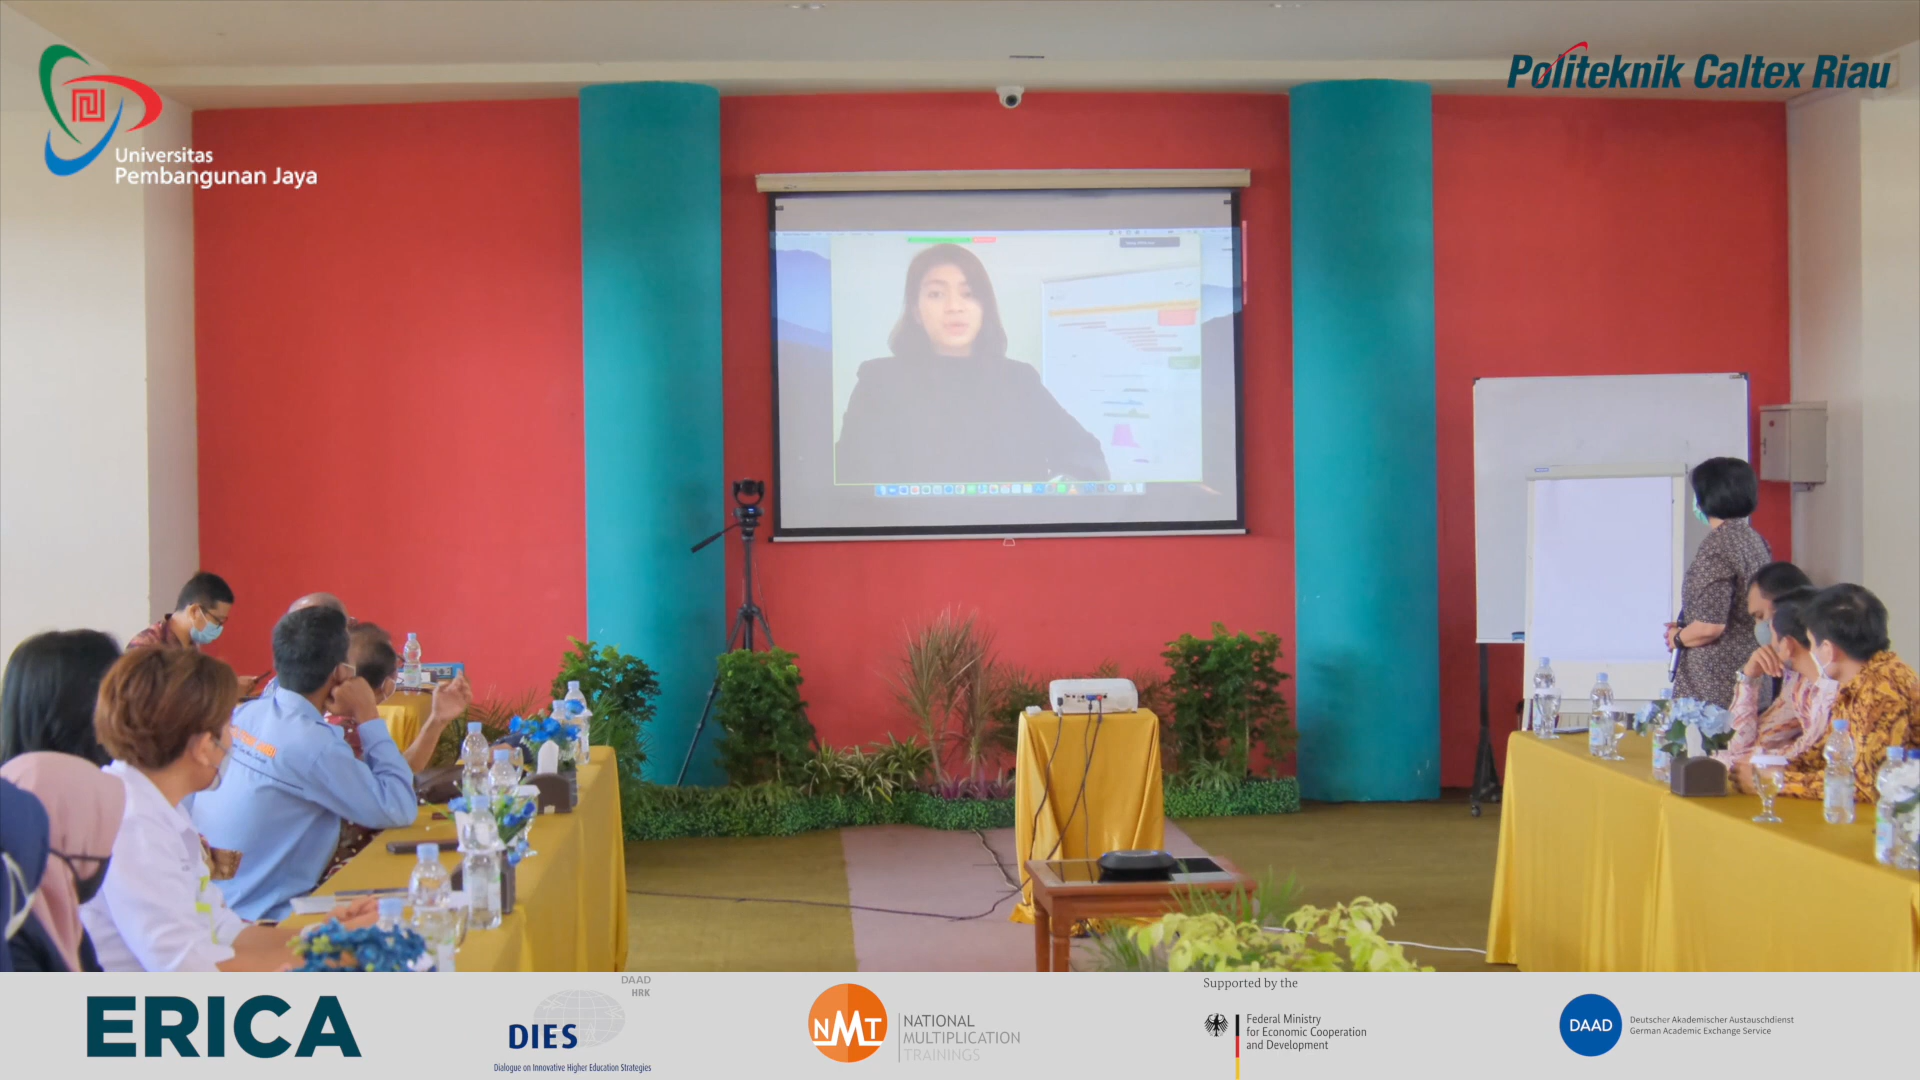 Universitas
Pembangunan Jaya
Politeknik Caltex Riau
ERICA
DAAD
HRK
DIES
Dialogue on Innovative Higher Education Strategies
NMT
NATIONAL
MULTIPLICATION
TRAININGS
Supported by the
Federal Ministry
for Economic Cooperation
and Development
DAAD
Deutscher Akademischer Austauschdienst
German Academic Exchange Service